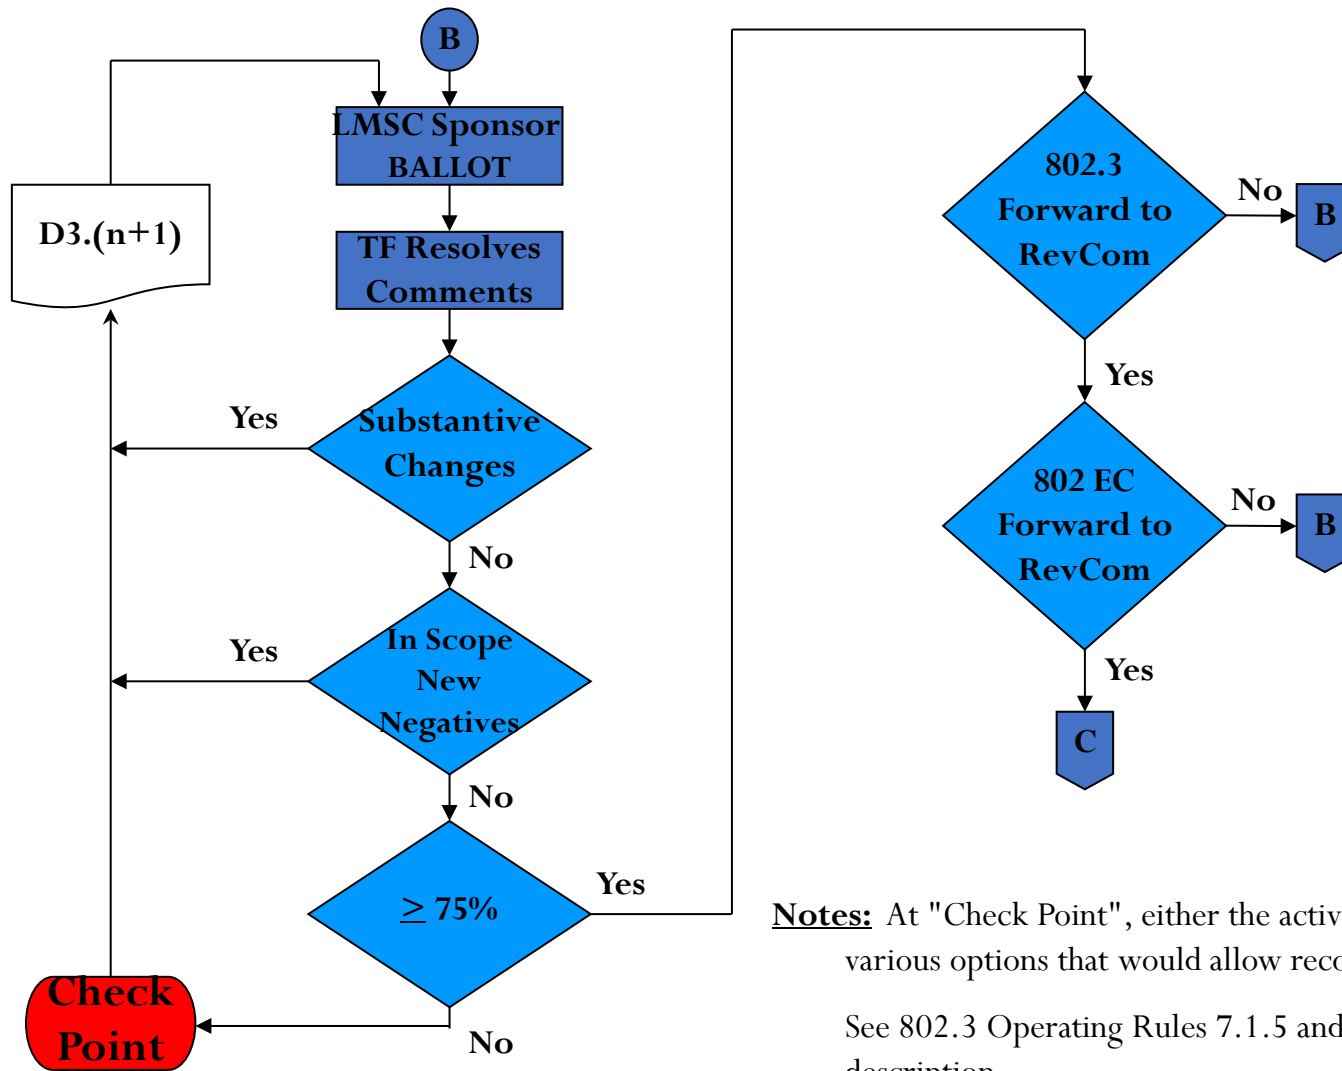 B
LMSC Sponsor
BALLOT
D3.(n+1)
TF Resolves
Comments
Yes
Substantive
Changes
No
Yes
In Scope
New
Negatives
No
≥ 75%
Yes
Check
Point
No
802.3
Forward to
RevCom
No
B
Yes
802 EC
Forward to
RevCom
No
B
Yes
C
Notes: At "Check Point", either the
various options that would allow
See 802.3 Operating Rules 7.1.5 and
description